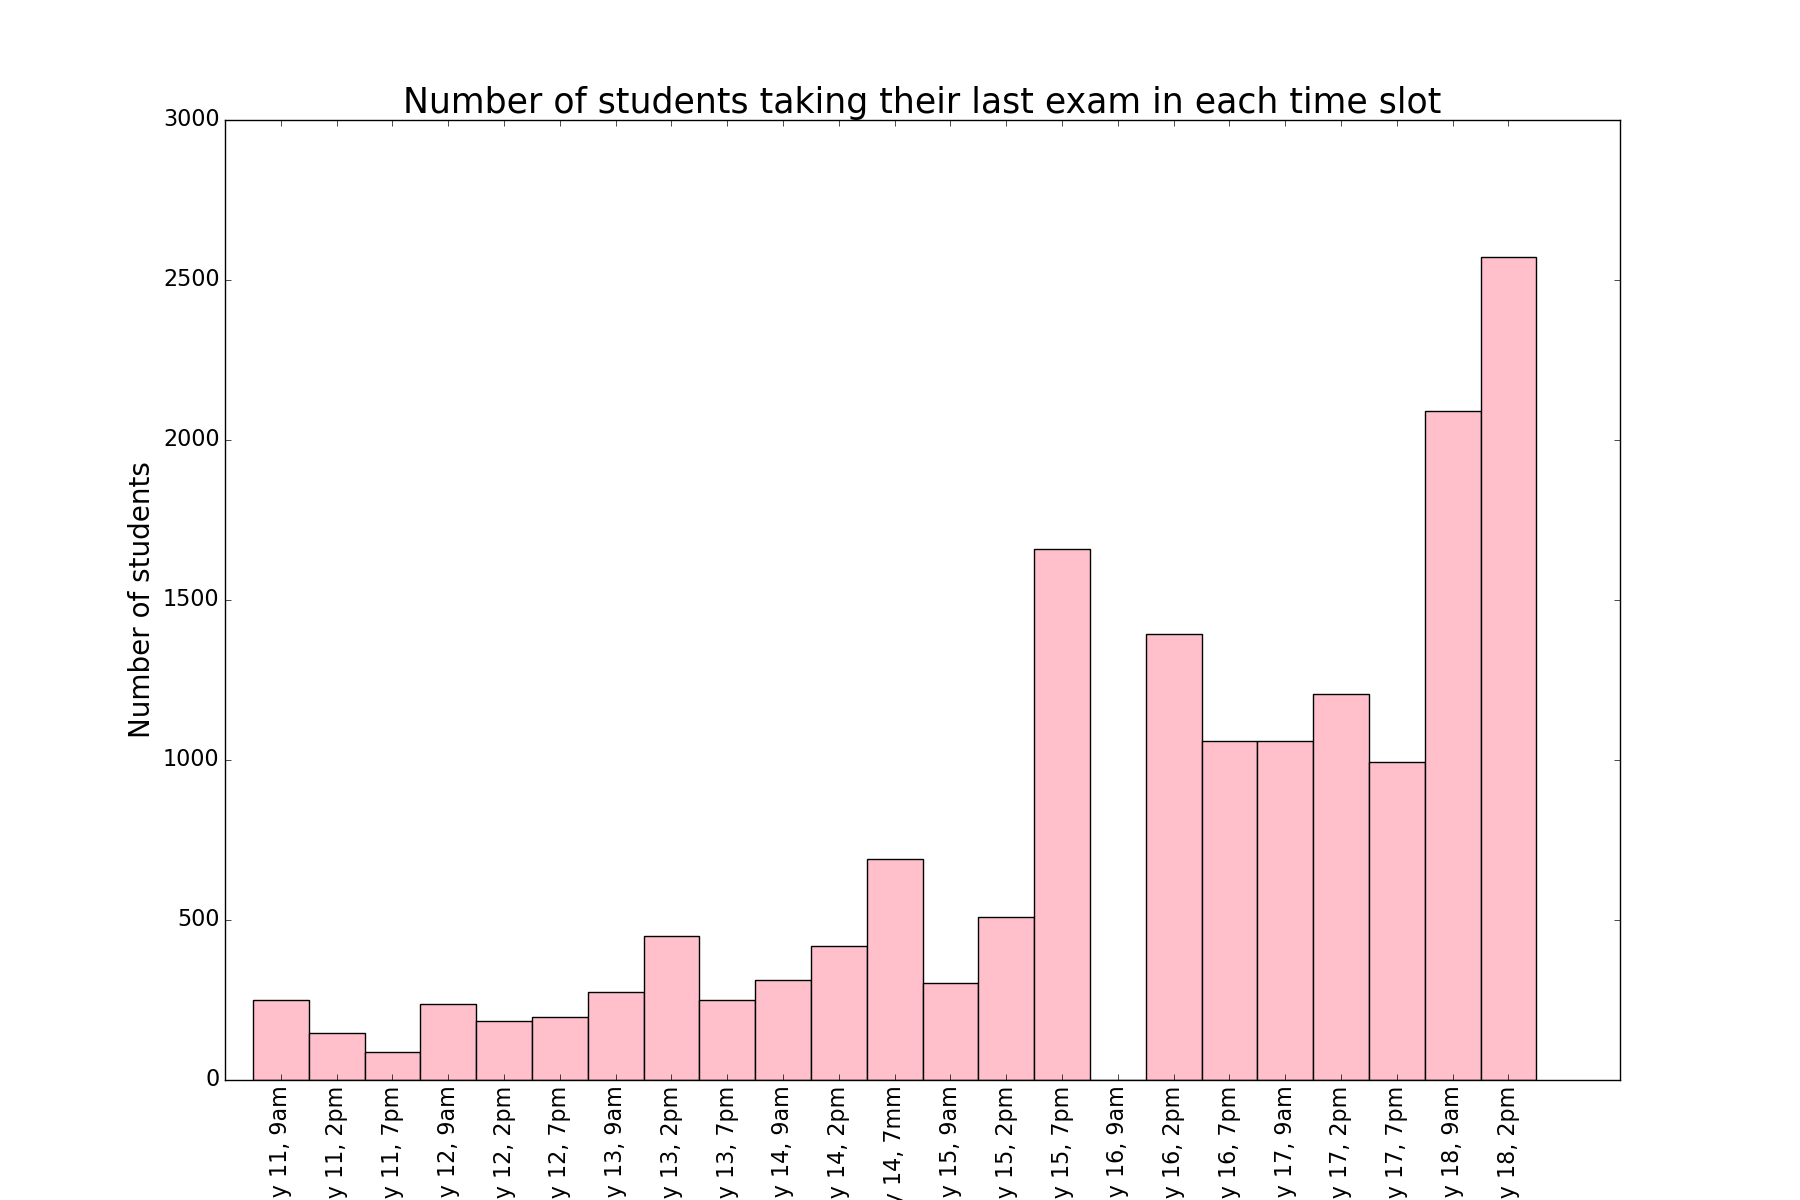 Number of students taking their last exam in each time slot
Number of students
3000
2500
2000
1500
1000
500
0
y 11, 9am
y 11, 2pm
y 11, 7pm
y 12, 9am
y 12, 2pm
y 12, 7pm
y 13, 9am
y 13, 2pm
y 13, 7pm
y 14, 9am
y 14, 2pm
y 14, 7mm
y 15, 9am
y 15, 2pm
y 15, 7pm
y 16, 9am
y 16, 2pm
y 16, 7pm
y 17, 9am
y 17, 2pm
y 17, 7pm
y 18, 9am
y 18, 2pm